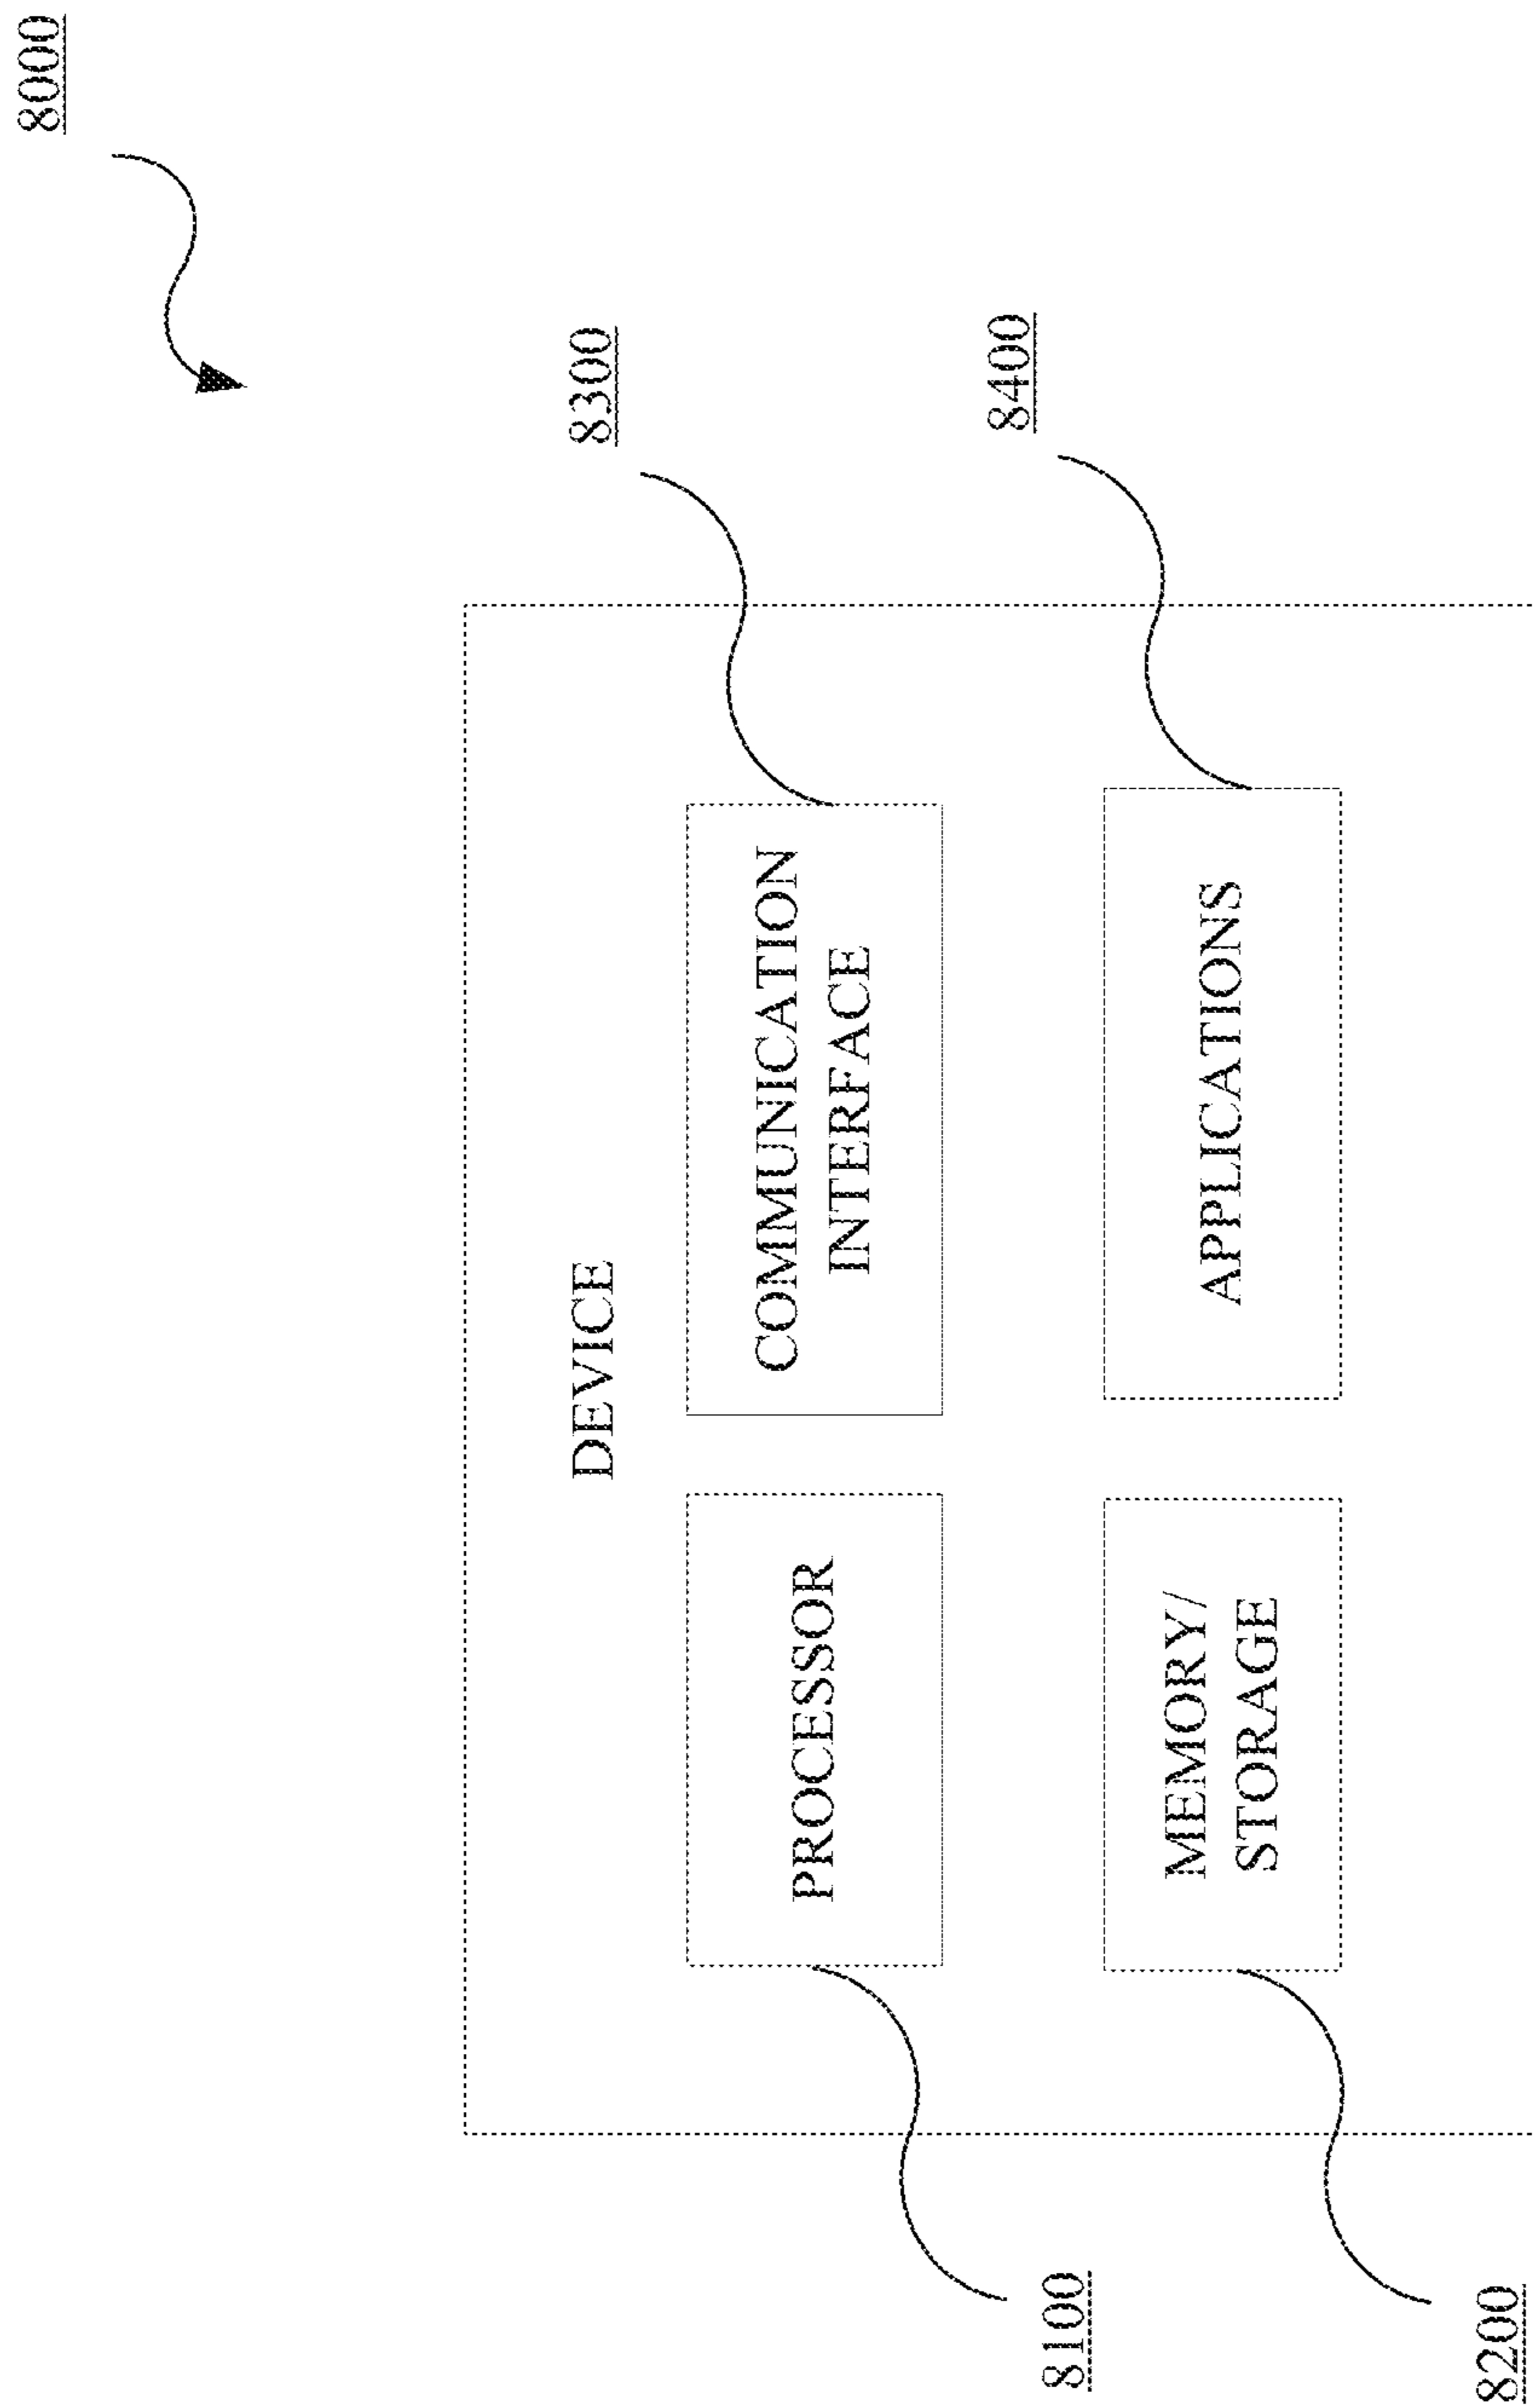 8000
DEVICE
8300
PROCESSOR
COMMUNICATION
INTERFACE
8100
8400
MEMORY/
STORAGE
APPLICATIONS
8200